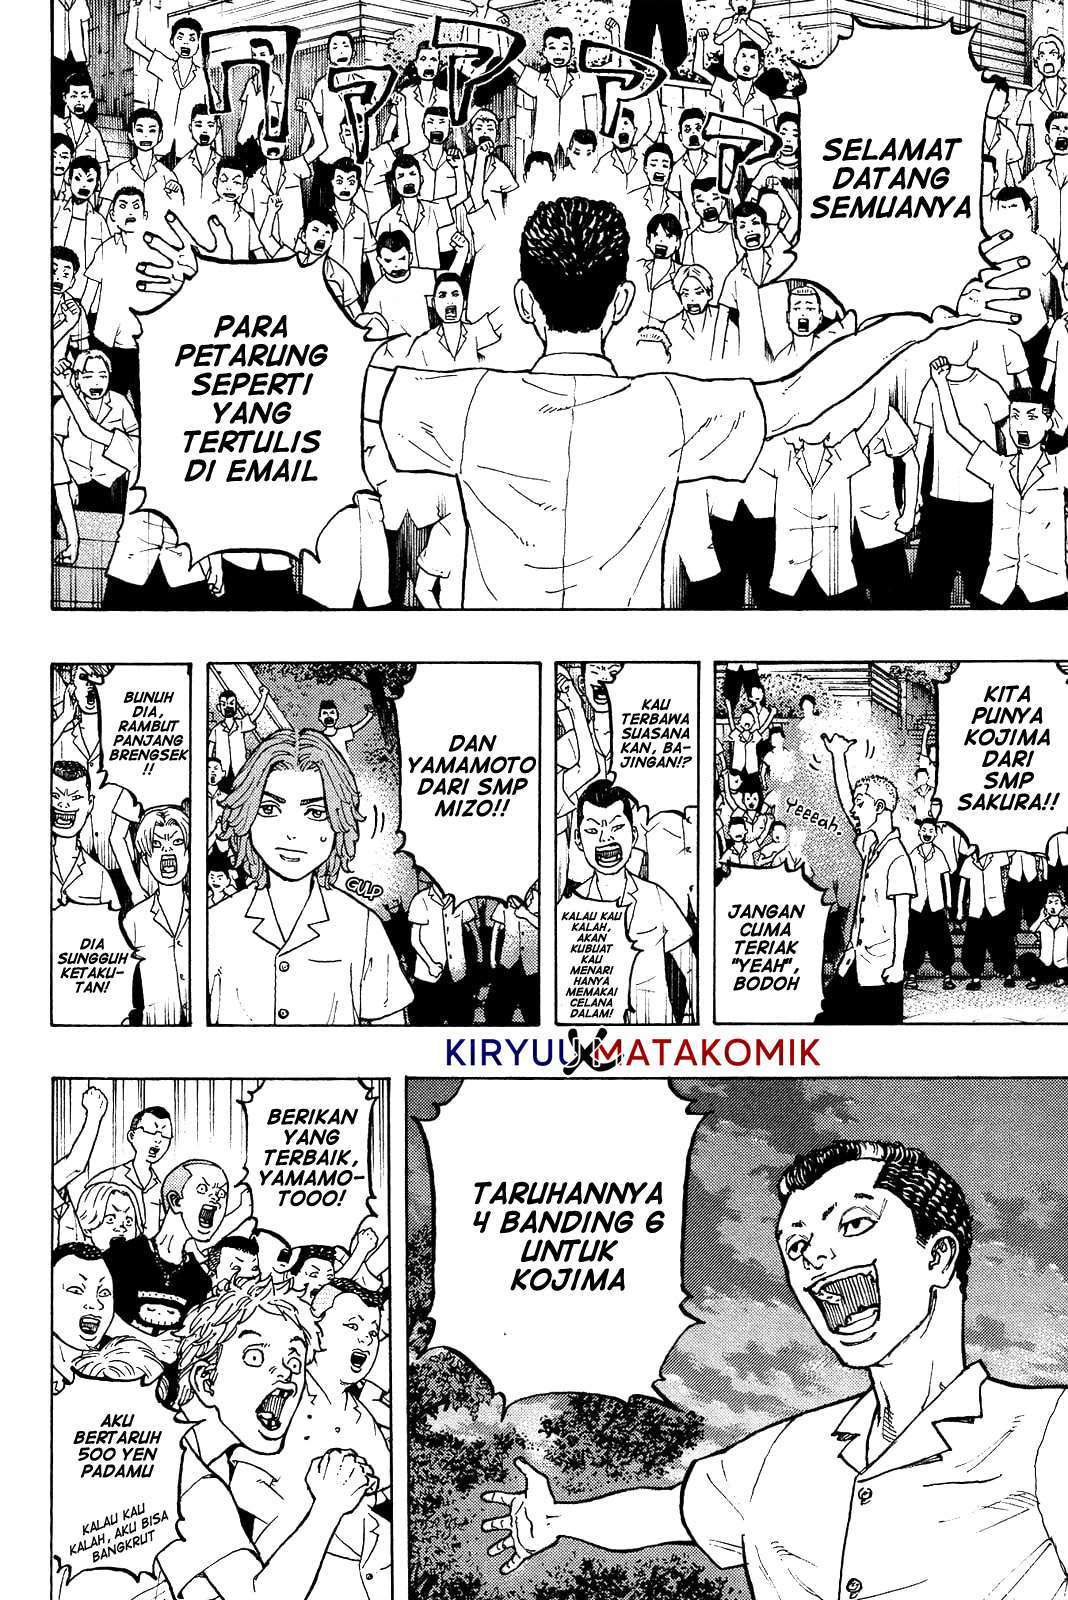 ワァァァァ
SELAMAT
DATANG
SEMUANYA
PARA
PETARUNG
SEPERTI
YANG
TERTULIS
DI EMAIL
KITA
PUNYA
KOJIMA
DARI
SMP
SAKURA!!
Yeeeah.
JANGAN
CUMA
TERIAK
"YEAH",
BODOH
KAU
TERBAWA
SUASANA
KAN, BA-
JINGAN!?
KALAU KAU
KALAH,
AKAN
KUBUAT
KAU
MENARI
HANYA
MEMAKAI
CELANA
DALAM!
DAN
YAMAMOTO
DARI SMP
MIZO!!
GULP
BUNUH
DIA,
RAMBUT
PANJANG
BRENGSEK
!!
DIA
SUNGGUH
KETAKU-
TAN!
KIRYUU X MATAKOMIK
TARUHANNYA
4 BANDING 6
UNTUK
KOJIMA
BERIKAN
YANG
TERBAIK,
YAMAMO-
TOOO!
AKU
BERTARUH
500 YEN
PADAMU
KALAU KAU
KALAH, AKU BISA
BANGKRUT